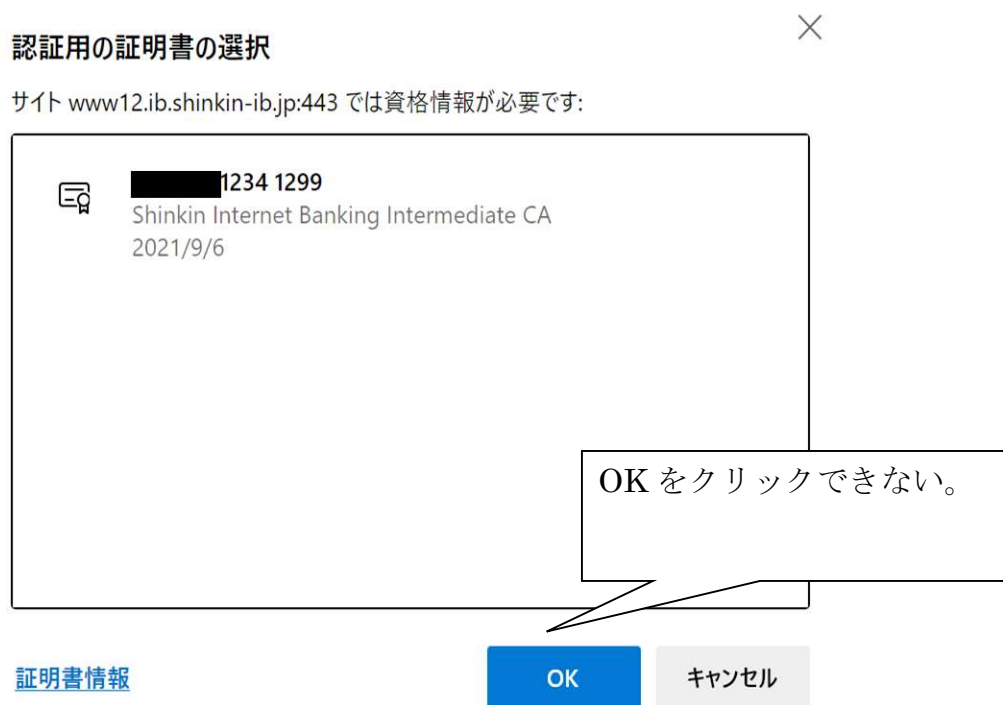 認証用の証明書の選択
サイト www12.ib.shinkin-ib.jp:443 では資格情報が必要です:
1234 1299
Shinkin Internet Banking Intermediate CA
2021/9/6
OK をクリックできない。
証明書情報
OK
キャンセル